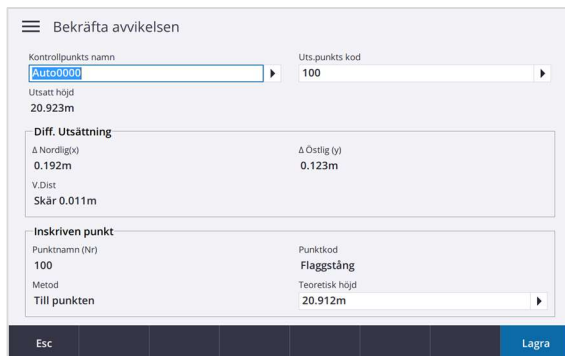 Bekräfta avvikelsen
Kontrollpunkts namn
Uts.punkts kod
Auto0000
100
Utsatt höjd
20.923m
Diff. Utsättning
Δ Nordlig(x)
Δ Östlig (y)
0.192m
0.123m
V.Dist
Skär 0.011m
Inskriven punkt
Punktnamn (Nr)
Punktkod
100
Flaggstång
Metod
Teoretisk höjd
Till punkten
20.912m
Esc
Lagra